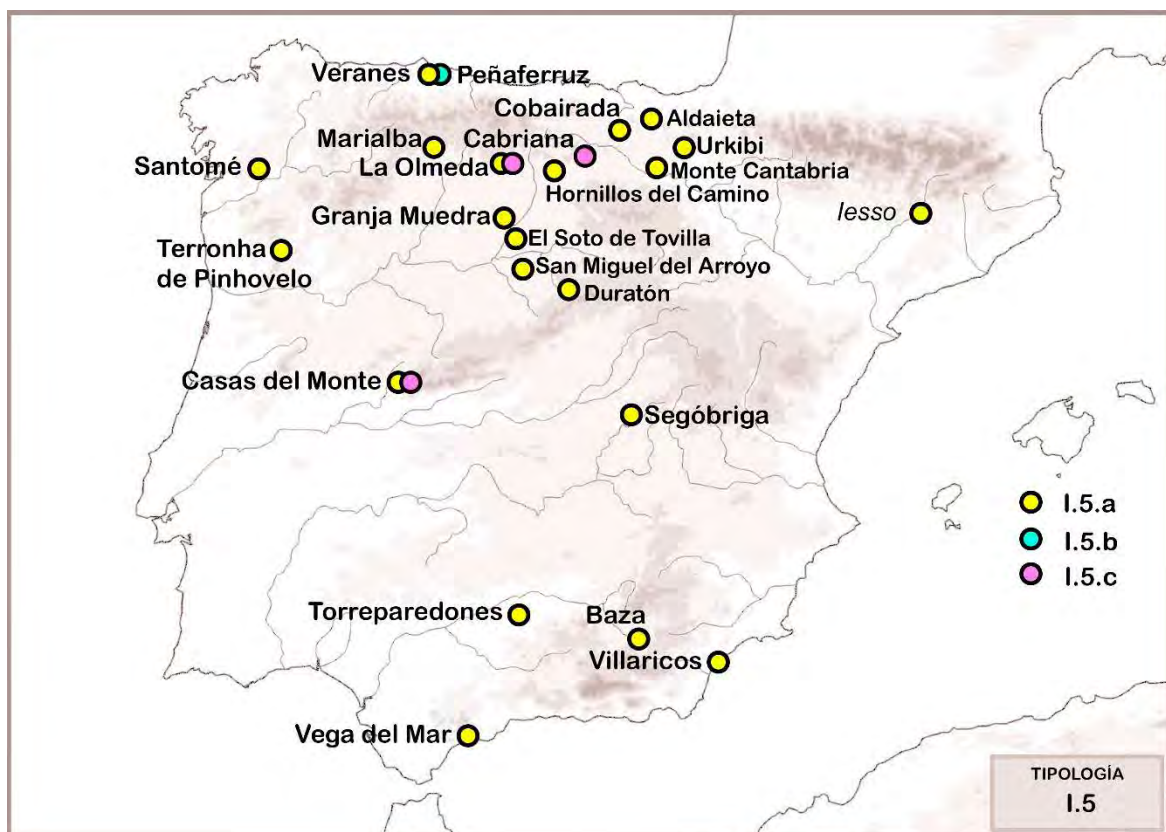 Veranes
Peñaferruz
Cobairada
Aldaieta
Marialba
Cabriana
Urkibi
Santomé
La Olmeda
Monte Cantabria
Hornillos del Camino
Iesso
Granja Muedra
El Soto de Tovilla
Terronha
de Pinhovelo
San Miguel del Arroyo
Duratón
Casas del Monte
Segóbriga
I.5.a
I.5.b
I.5.c
Torreparedones
Baza
Villaricos
Vega del Mar
TIPOLOGÍA
I.5